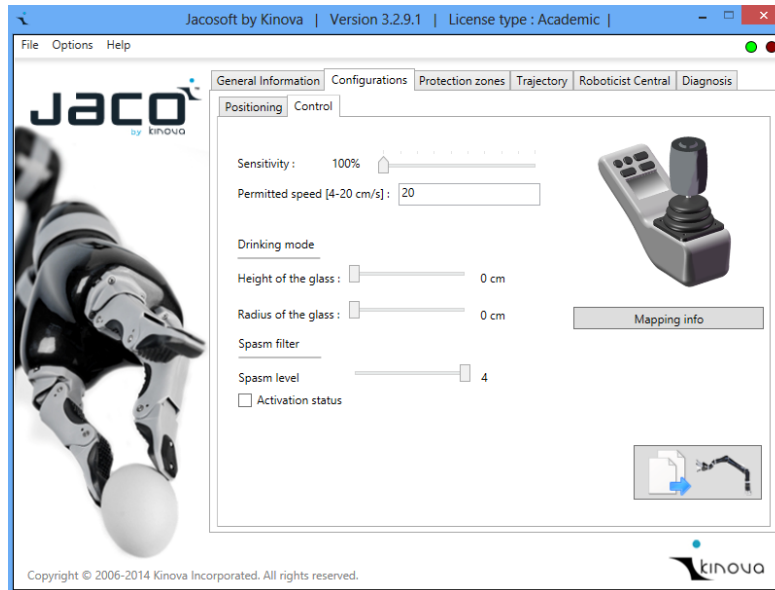 Jacosoft by Kinova | Version 3.2.9.1 | License type : Academic |
File Options Help
General Information Configurations Protection zones Trajectory Roboticist Central Diagnosis
Positioning Control
Jaco
by kinova
Sensitivity : 100%
Permitted speed [4-20 cm/s] : 20
Drinking mode
Height of the glass : 0 cm
Radius of the glass : 0 cm
Mapping info
Spasm filter
Spasm level 4
Activation status
kinova
Copyright © 2006-2014 Kinova Incorporated. All rights reserved.